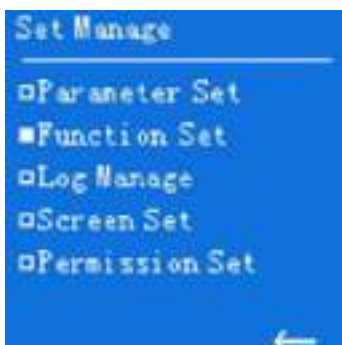 Set Manage
Parameter Set
Function Set
Log Manage
Screen Set
Permission Set